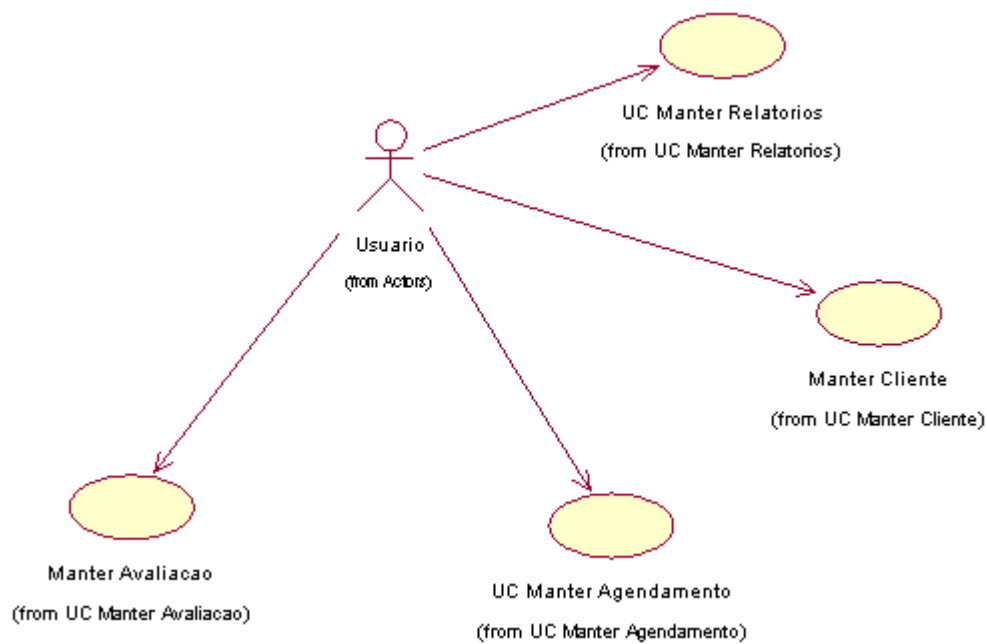 UC Manter Relatorios
(from UC Manter Relatorios)
Usuario
(from Actors)
Manter Cliente
(from UC Manter Cliente)
Manter Avaliacao
(from UC Manter Avaliacao)
UC Manter Agendamento
(from UC Manter Agendamento)